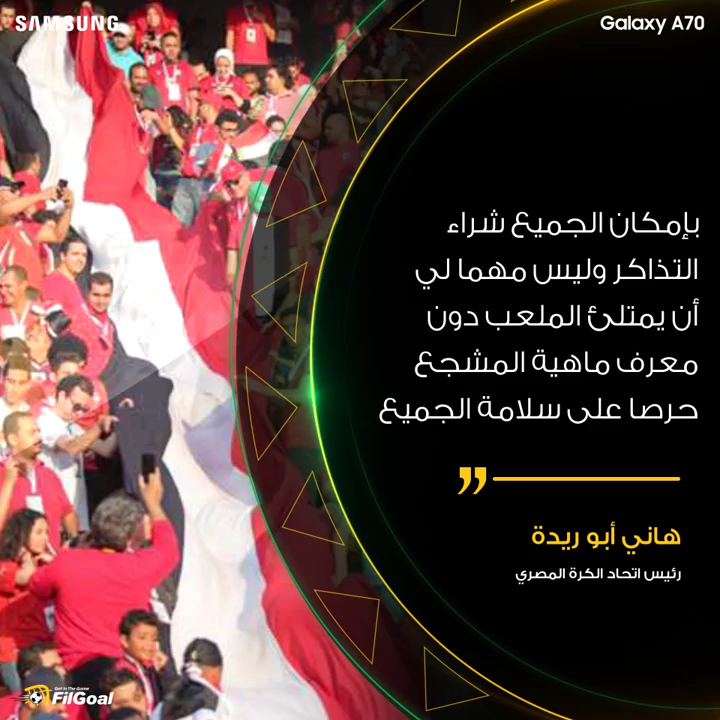 SAMSUNG
Galaxy A70
بإمكان الجميع شراء
التذاكر وليس مهما لي
أن يمتلئ الملعب دون
معرف ماهية المشجع
حرصا على سلامة الجميع
”
هاني أبو ريدة
رئيس اتحاد الكرة المصري
Get In The Game
FilGoal